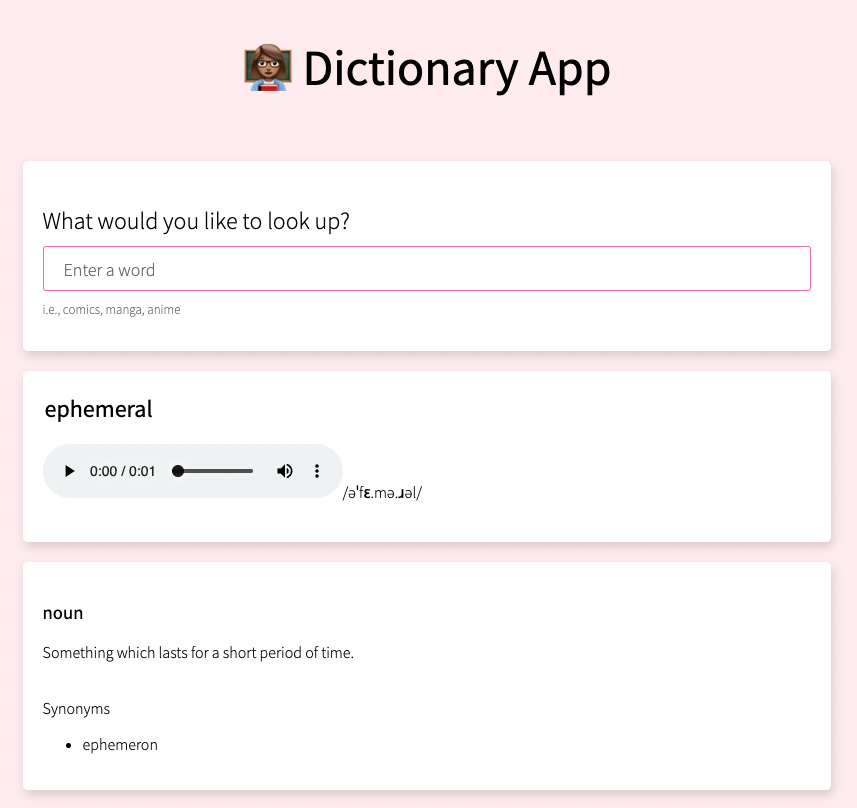 Dictionary App
What would you like to look up?
Enter a word
i.e., comics, manga, anime
ephemeral
0:00 / 0:01
/əˈfɛ.mə.ɹəl/
noun
Something which lasts for a short period of time.
Synonyms
ephemeron